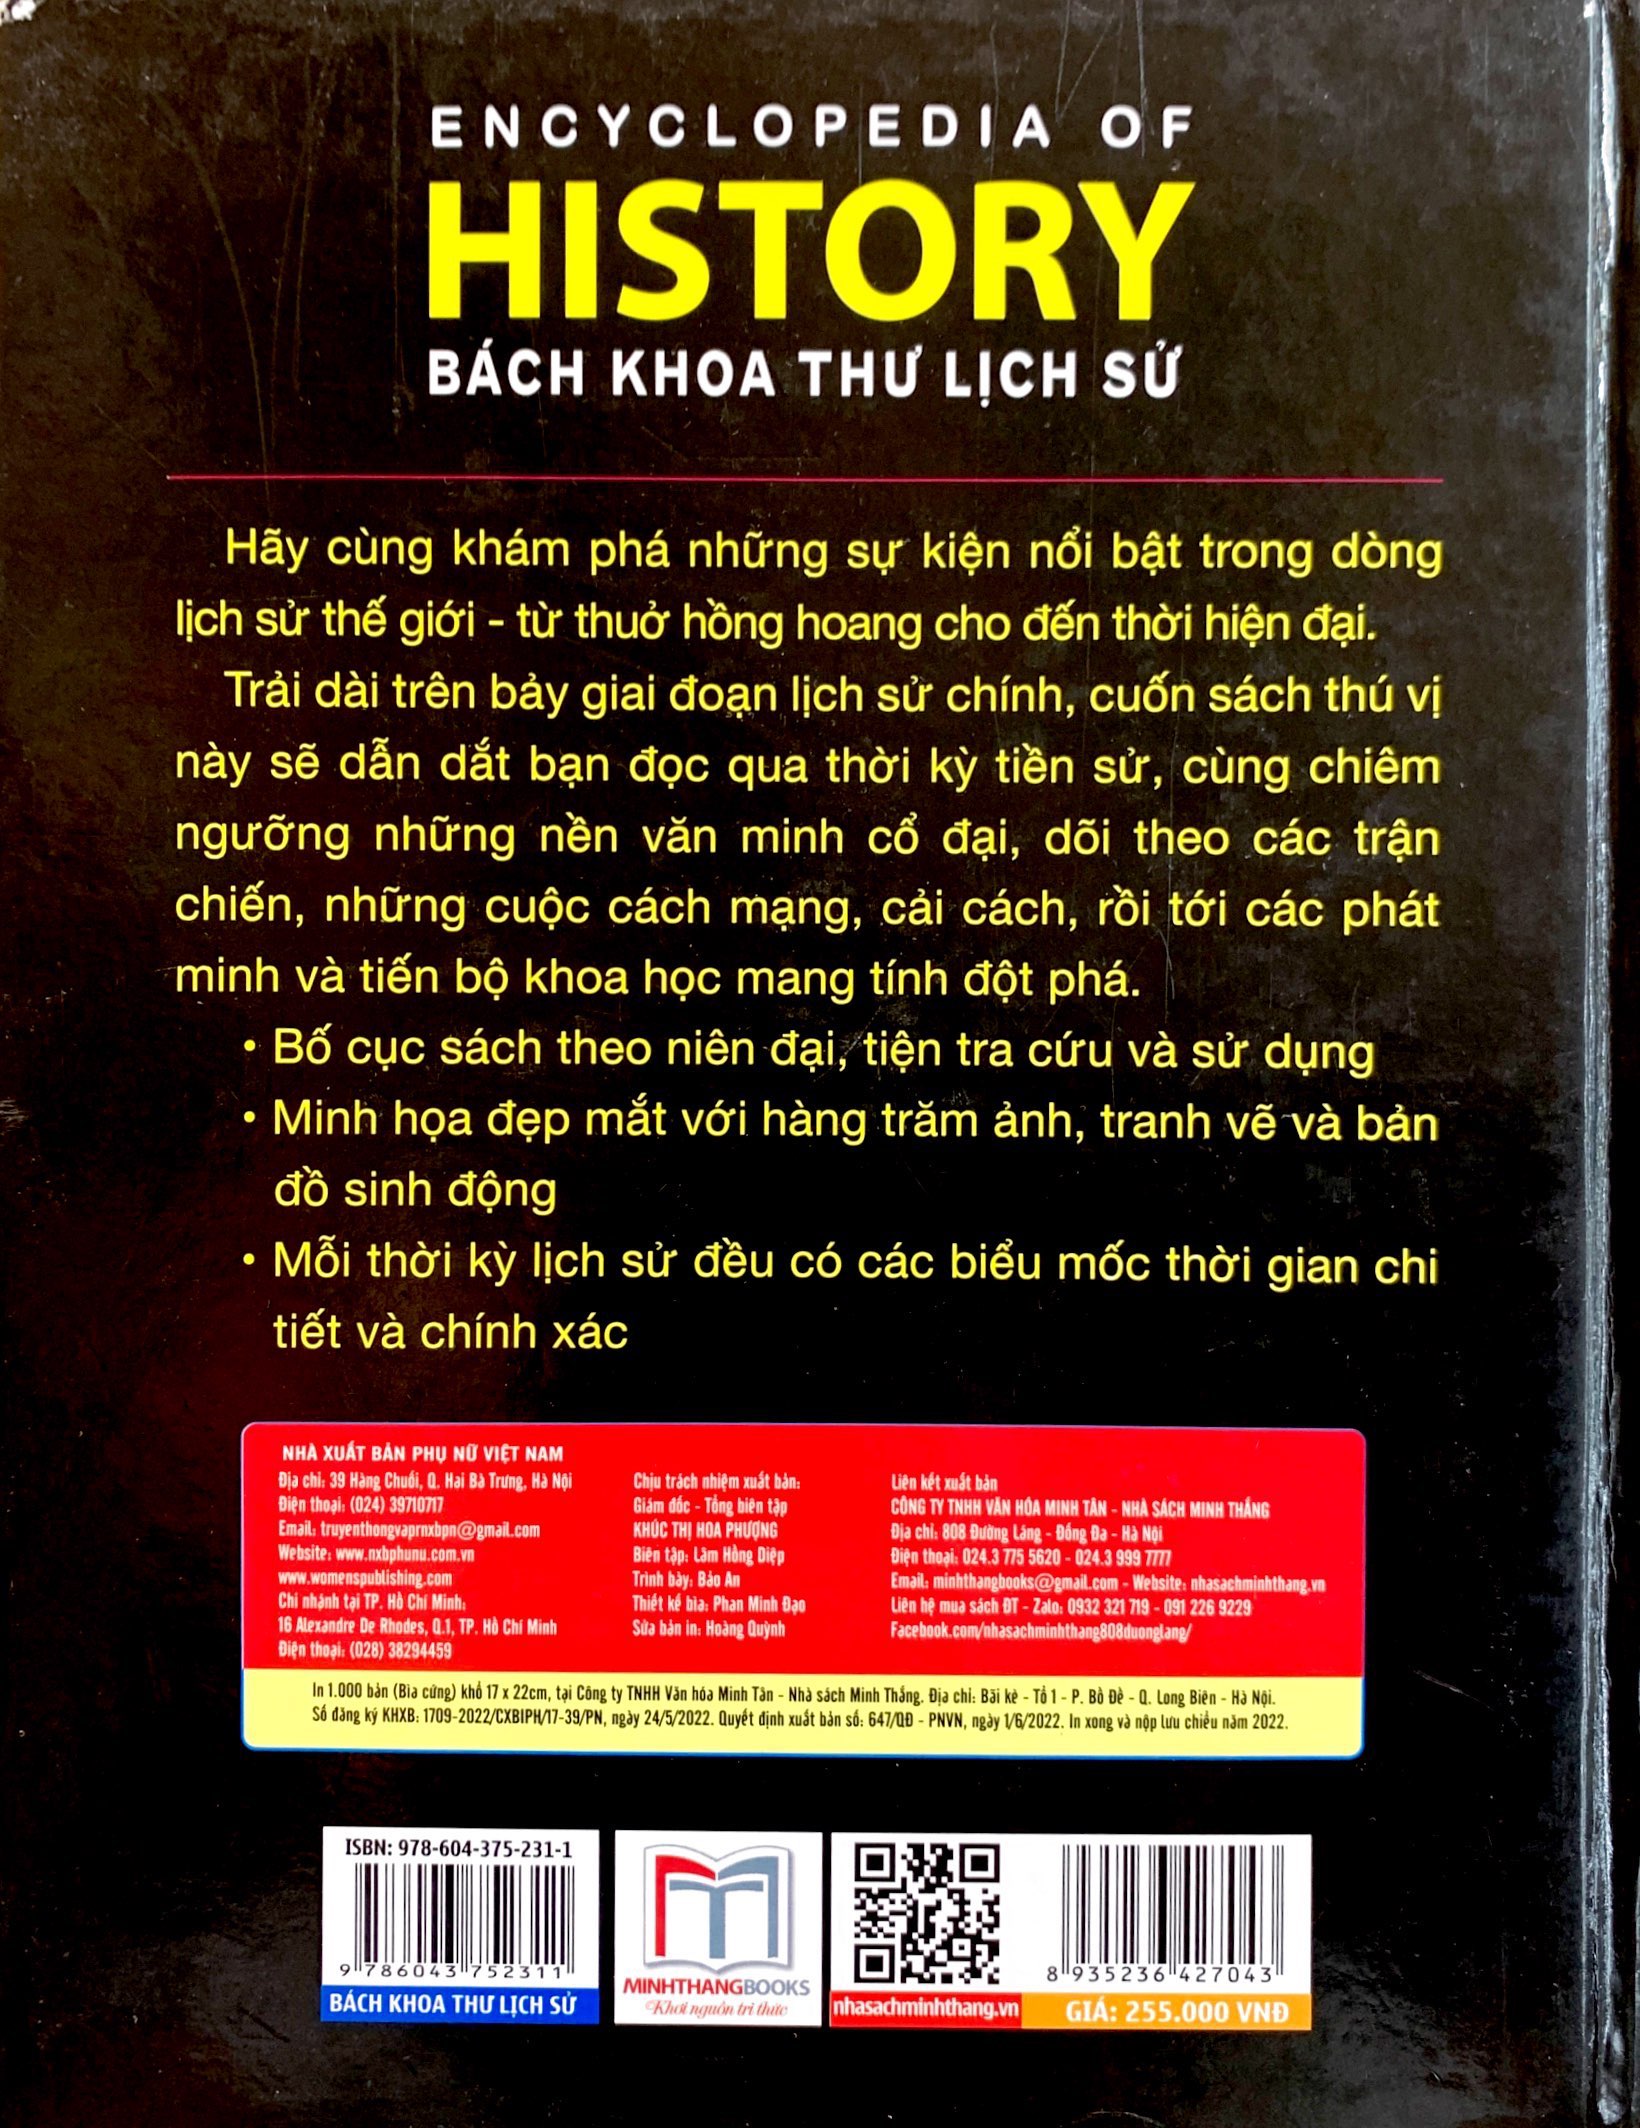 ENCYCLOPEDIA OF
HISTORY
BÁCH KHOA THƯ LỊCH SỬ
Hãy cùng khám phá những sự kiện nổi bật trong dòng
lịch sử thế giới - từ thuở hồng hoang cho đến thời hiện đại.
Trải dài trên bảy giai đoạn lịch sử chính, cuốn sách thú vị
này sẽ dẫn dắt bạn đọc qua thời kỳ tiền sử, cùng chiêm
ngưỡng những nền văn minh cổ đại, dõi theo các trận
chiến, những cuộc cách mạng, cải cách, rồi tới các phát
minh và tiến bộ khoa học mang tính đột phá.
• Bố cục sách theo niên đại, tiện tra cứu và sử dụng
• Minh họa đẹp mắt với hàng trăm ảnh, tranh vẽ và bản
đồ sinh động
• Mỗi thời kỳ lịch sử đều có các biểu mốc thời gian chi
tiết và chính xác
NHÀ XUẤT BẢN PHỤ NỮ VIỆT NAM
Địa chỉ: 39 Hàng Chuối, Q. Hai Bà Trưng, Hà Nội
Điện thoại: (024) 39710717
Email: truyenthongvaprnxbpn@gmail.com
Website: www.nxbphunu.com.vn
www.womenspublishing.com
Chi nhánh tại TP. Hồ Chí Minh:
16 Alexandre De Rhodes, Q.1, TP. Hồ Chí Minh
Điện thoại: (028) 38294459
Chịu trách nhiệm xuất bản:
Giám đốc - Tổng biên tập
KHÚC THỊ HOA PHƯỢNG
Biên tập: Lâm Hồng Diệp
Trình bày: Bảo An
Thiết kế bìa: Phan Minh Đạo
Sửa bản in: Hoàng Quỳnh
Liên kết xuất bản
CÔNG TY TNHH VĂN HÓA MINH TÂN - NHÀ SÁCH MINH THẮNG
Địa chỉ: 808 Đường Láng - Đống Đa - Hà Nội
Điện thoại: 024.3 775 5620 - 024.3 999 7777
Email: minhthangbooks@gmail.com - Website: nhasachminhthang.vn
Liên hệ mua sách ĐT - Zalo: 0932 321 719 - 091 226 9229
Facebook.com/nhasachminhthang808duonglang/
In 1.000 bản (Bìa cứng) khổ 17 x 22cm, tại Công ty TNHH Văn hóa Minh Tân - Nhà sách Minh Thắng. Địa chỉ: Bãi kè - Tổ 1 - P. Bồ Đề - Q. Long Biên - Hà Nội.
Số đăng ký KHXB: 1709-2022/CXBIPH/17-39/PN, ngày 24/5/2022. Quyết định xuất bản số: 647/QĐ - PNVN, ngày 1/6/2022. In xong và nộp lưu chiểu năm 2022.
ISBN: 978-604-375-231-1
9 786043 752311
BÁCH KHOA THƯ LỊCH SỬ
MINHTHANGBOOKS
Khơi nguồn tri thức
nhasachminhthang.vn
8 935236 427043
GIÁ: 255.000 VNĐ